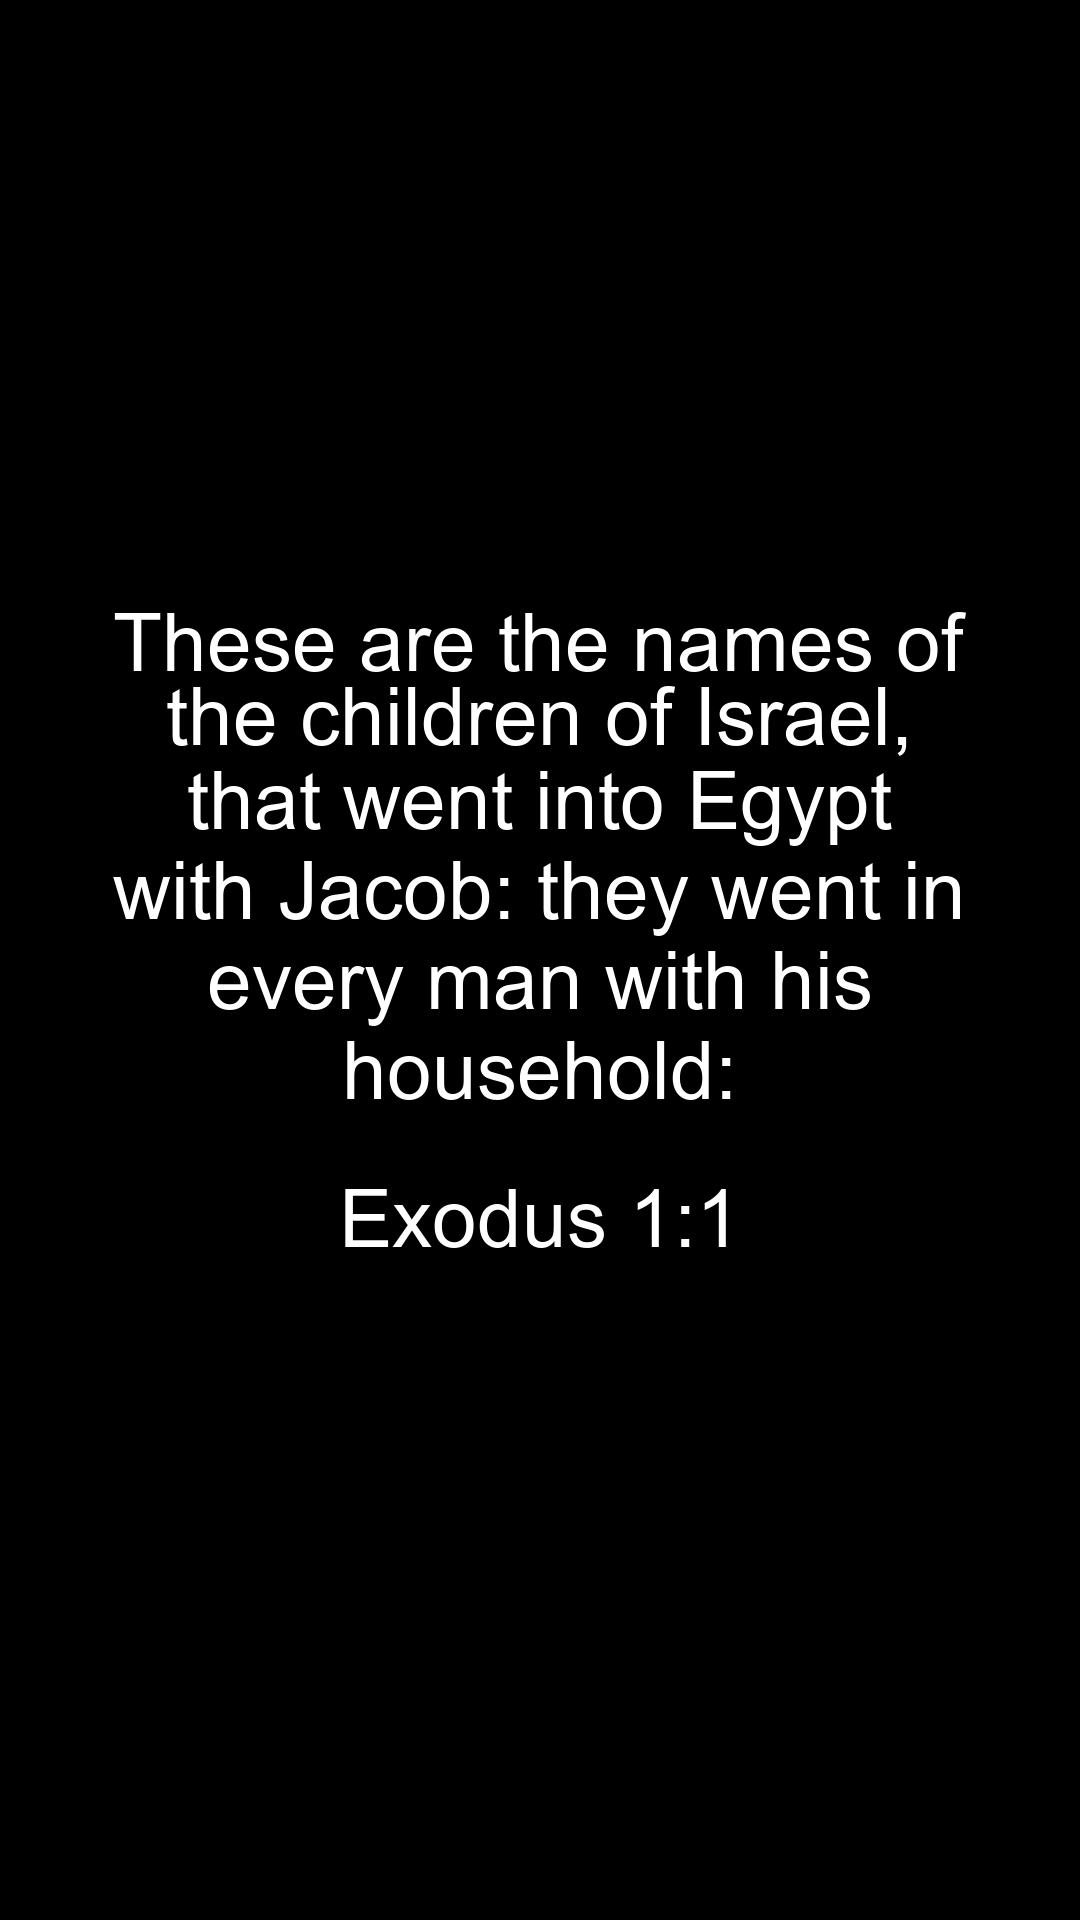 These are the names of
the children of Israel,
that went into Egypt
with Jacob: they went in
every man with his
household:
Exodus 1:1